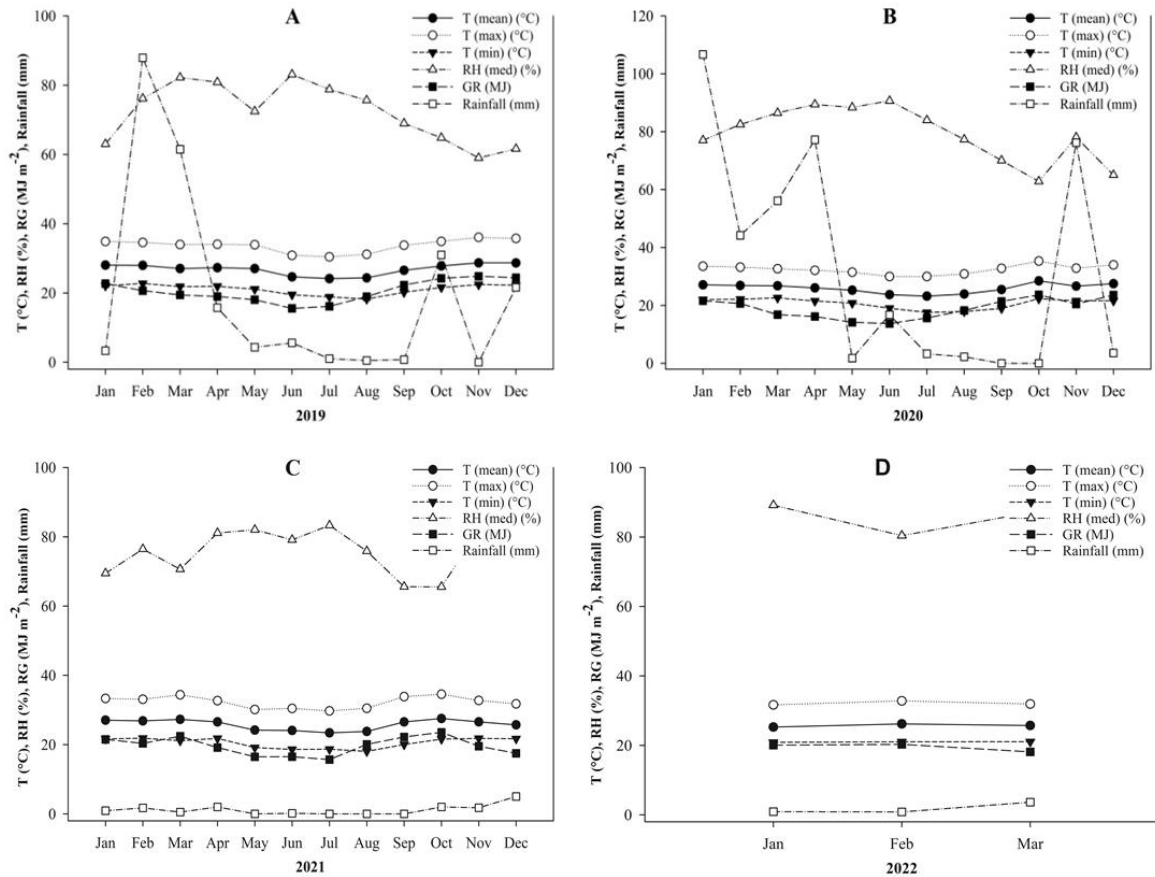 A
T (mean) (°C)
T (max) (°C)
T (min) (°C)
RH (med) (%)
GR (MJ)
Rainfall (mm)
T (°C), RH (%), RG (MJ m⁻²), Rainfall (mm)
100
80
60
40
20
0
Jan Feb Mar Apr May Jun Jul Aug Sep Oct Nov Dec
2019
B
T (mean) (°C)
T (max) (°C)
T (min) (°C)
RH (med) (%)
GR (MJ)
Rainfall (mm)
T (°C), RH (%), RG (MJ m⁻²), Rainfall (mm)
120
100
80
60
40
20
0
Jan Feb Mar Apr May Jun Jul Aug Sep Oct Nov Dec
2020
C
T (mean) (°C)
T (max) (°C)
T (min) (°C)
RH (med) (%)
GR (MJ)
Rainfall (mm)
T (°C), RH (%), RG (MJ m⁻²), Rainfall (mm)
100
80
60
40
20
0
Jan Feb Mar Apr May Jun Jul Aug Sep Oct Nov Dec
2021
D
T (mean) (°C)
T (max) (°C)
T (min) (°C)
RH (med) (%)
GR (MJ)
Rainfall (mm)
T (°C), RH (%), RG (MJ m⁻²), Rainfall (mm)
100
80
60
40
20
0
Jan Feb Mar
2022